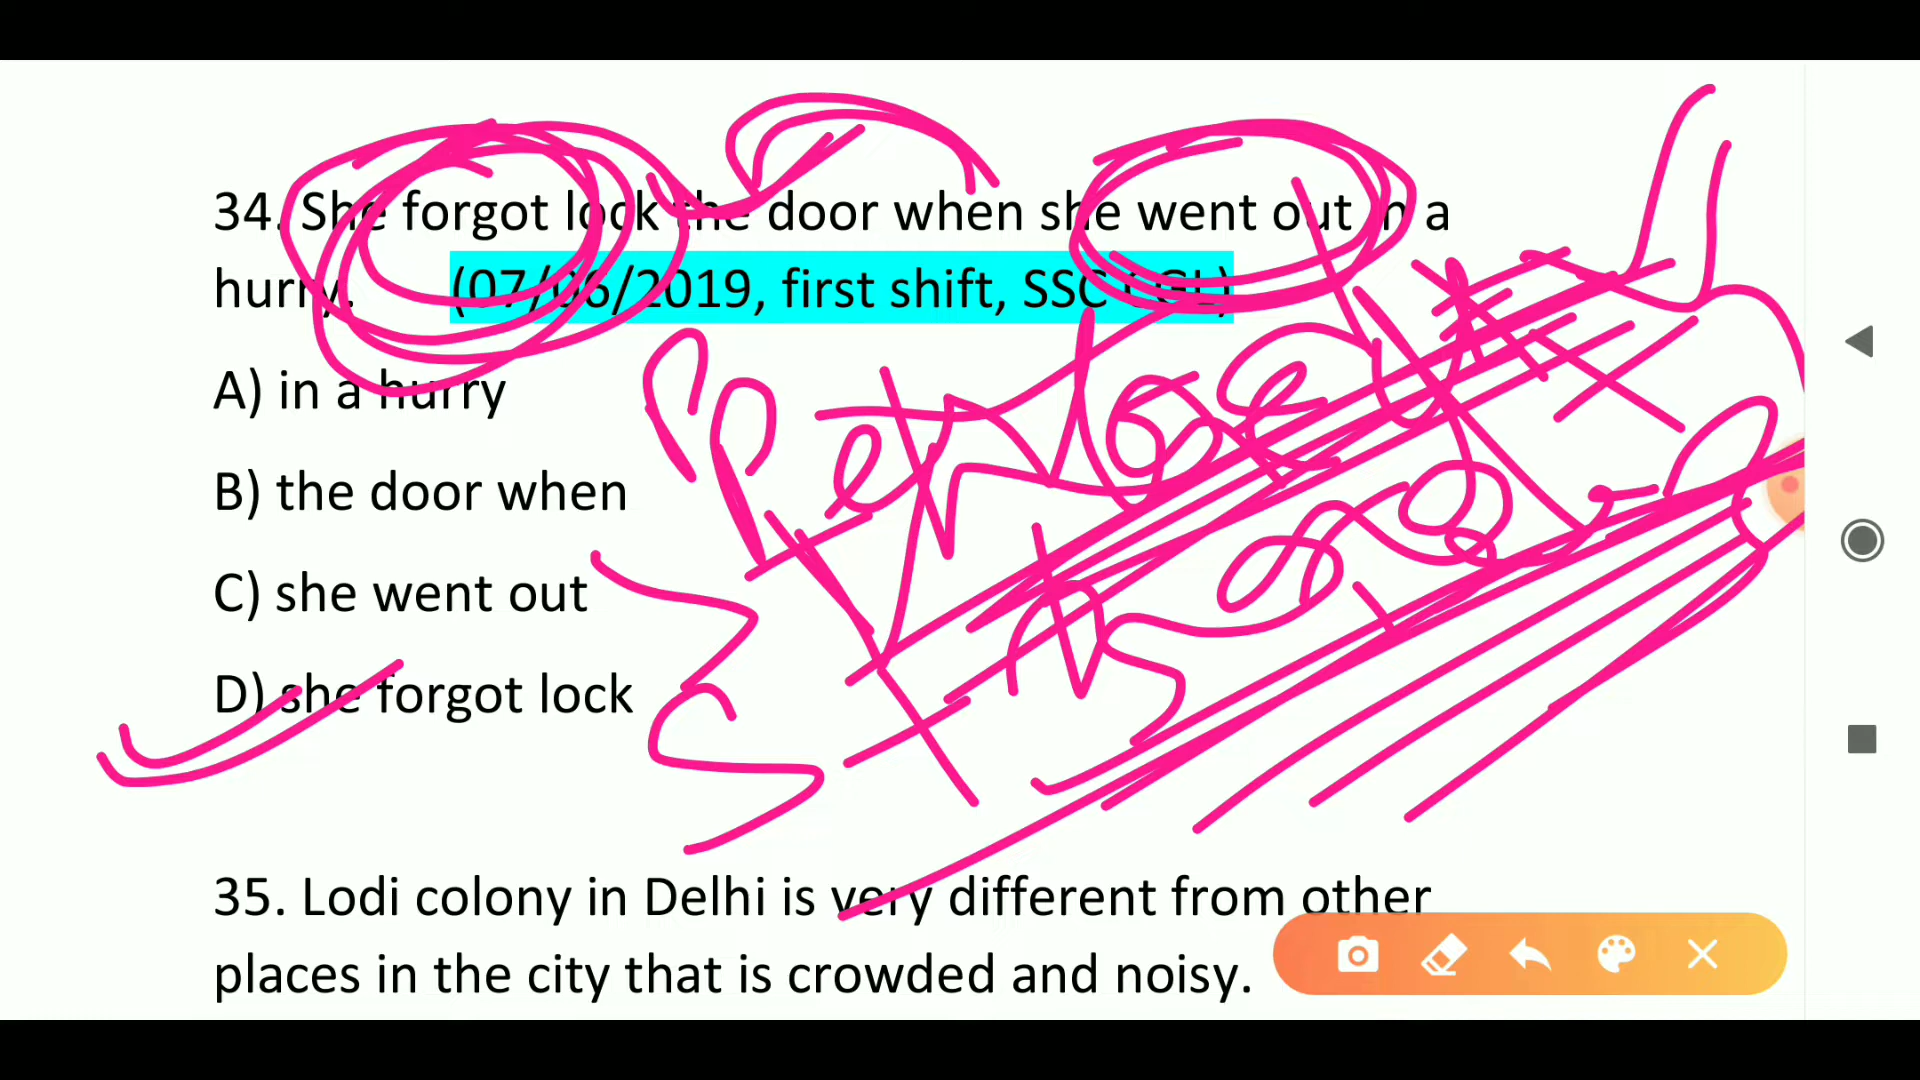 34. She forgot lock the door when she went out in a
hurry. (07/06/2019, first shift, SSC CGL)
A) in a hurry
B) the door when
C) she went out
D) she forgot lock
35. Lodi colony in Delhi is very different from other
places in the city that is crowded and noisy.